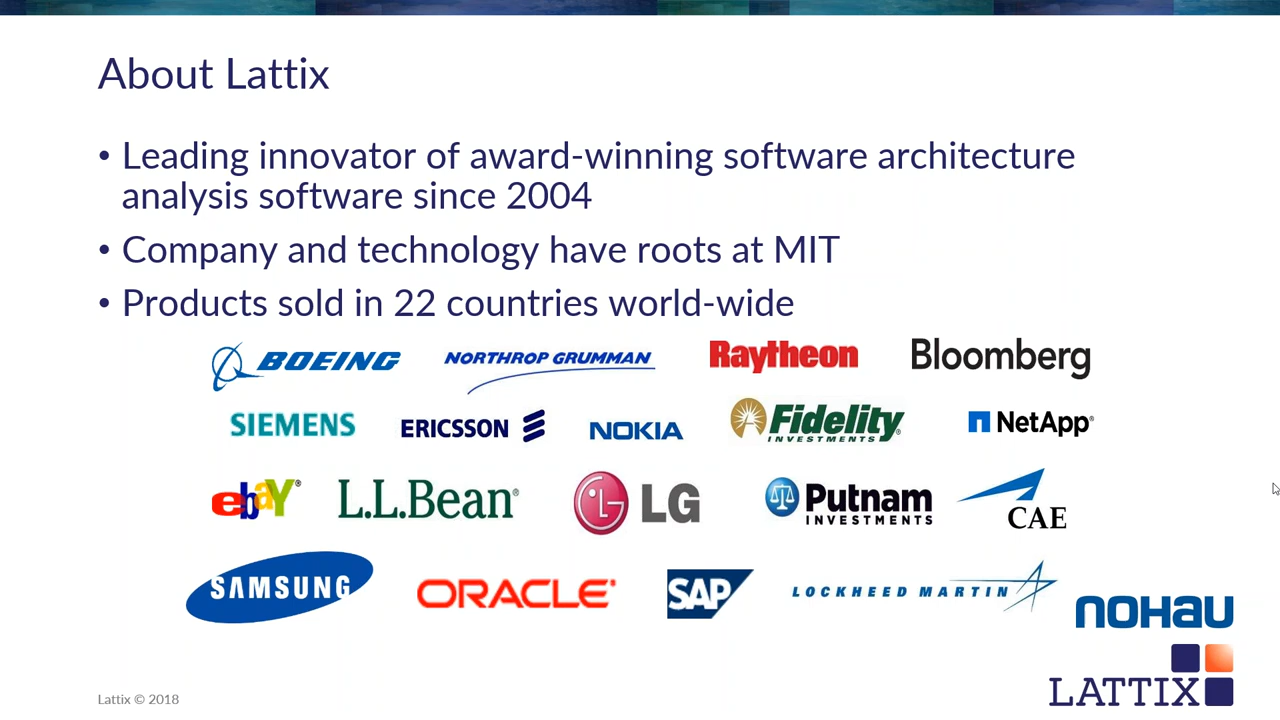 About Lattix
• Leading innovator of award-winning software architecture
analysis software since 2004
• Company and technology have roots at MIT
• Products sold in 22 countries world-wide
BOEING NORTHROP GRUMMAN Raytheon Bloomberg
SIEMENS ERICSSON NOKIA Fidelity INVESTMENTS® NetApp®
ebaY® L.L.Bean® LG LG Putnam INVESTMENTS CAE
SAMSUNG ORACLE® SAP LOCKHEED MARTIN
NOHAU
LATTIX
Lattix © 2018